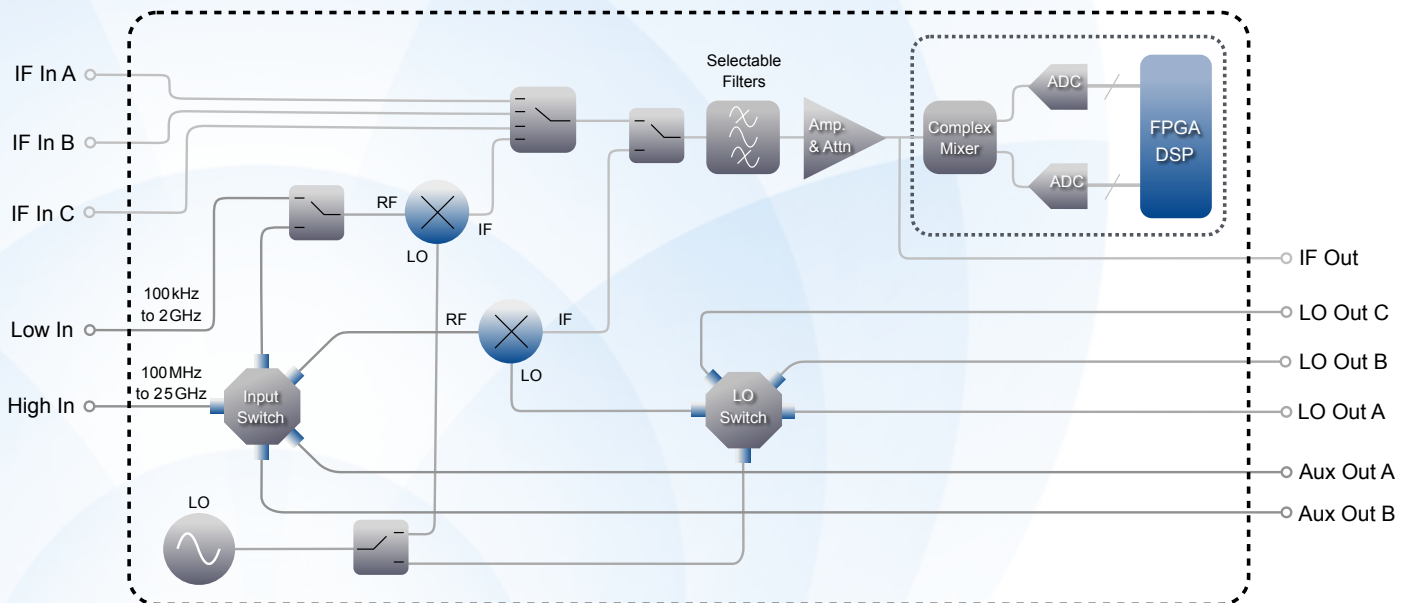 IF In A
IF In B
IF In C
Low In
High In
100 kHz
to 2 GHz
100 MHz
to 25 GHz
Input
Switch
LO
RF
IF
LO
RF
IF
LO
Selectable
Filters
Amp.
& Attn
Complex
Mixer
ADC
ADC
FPGA
DSP
LO
Switch
IF Out
LO Out C
LO Out B
LO Out A
Aux Out A
Aux Out B